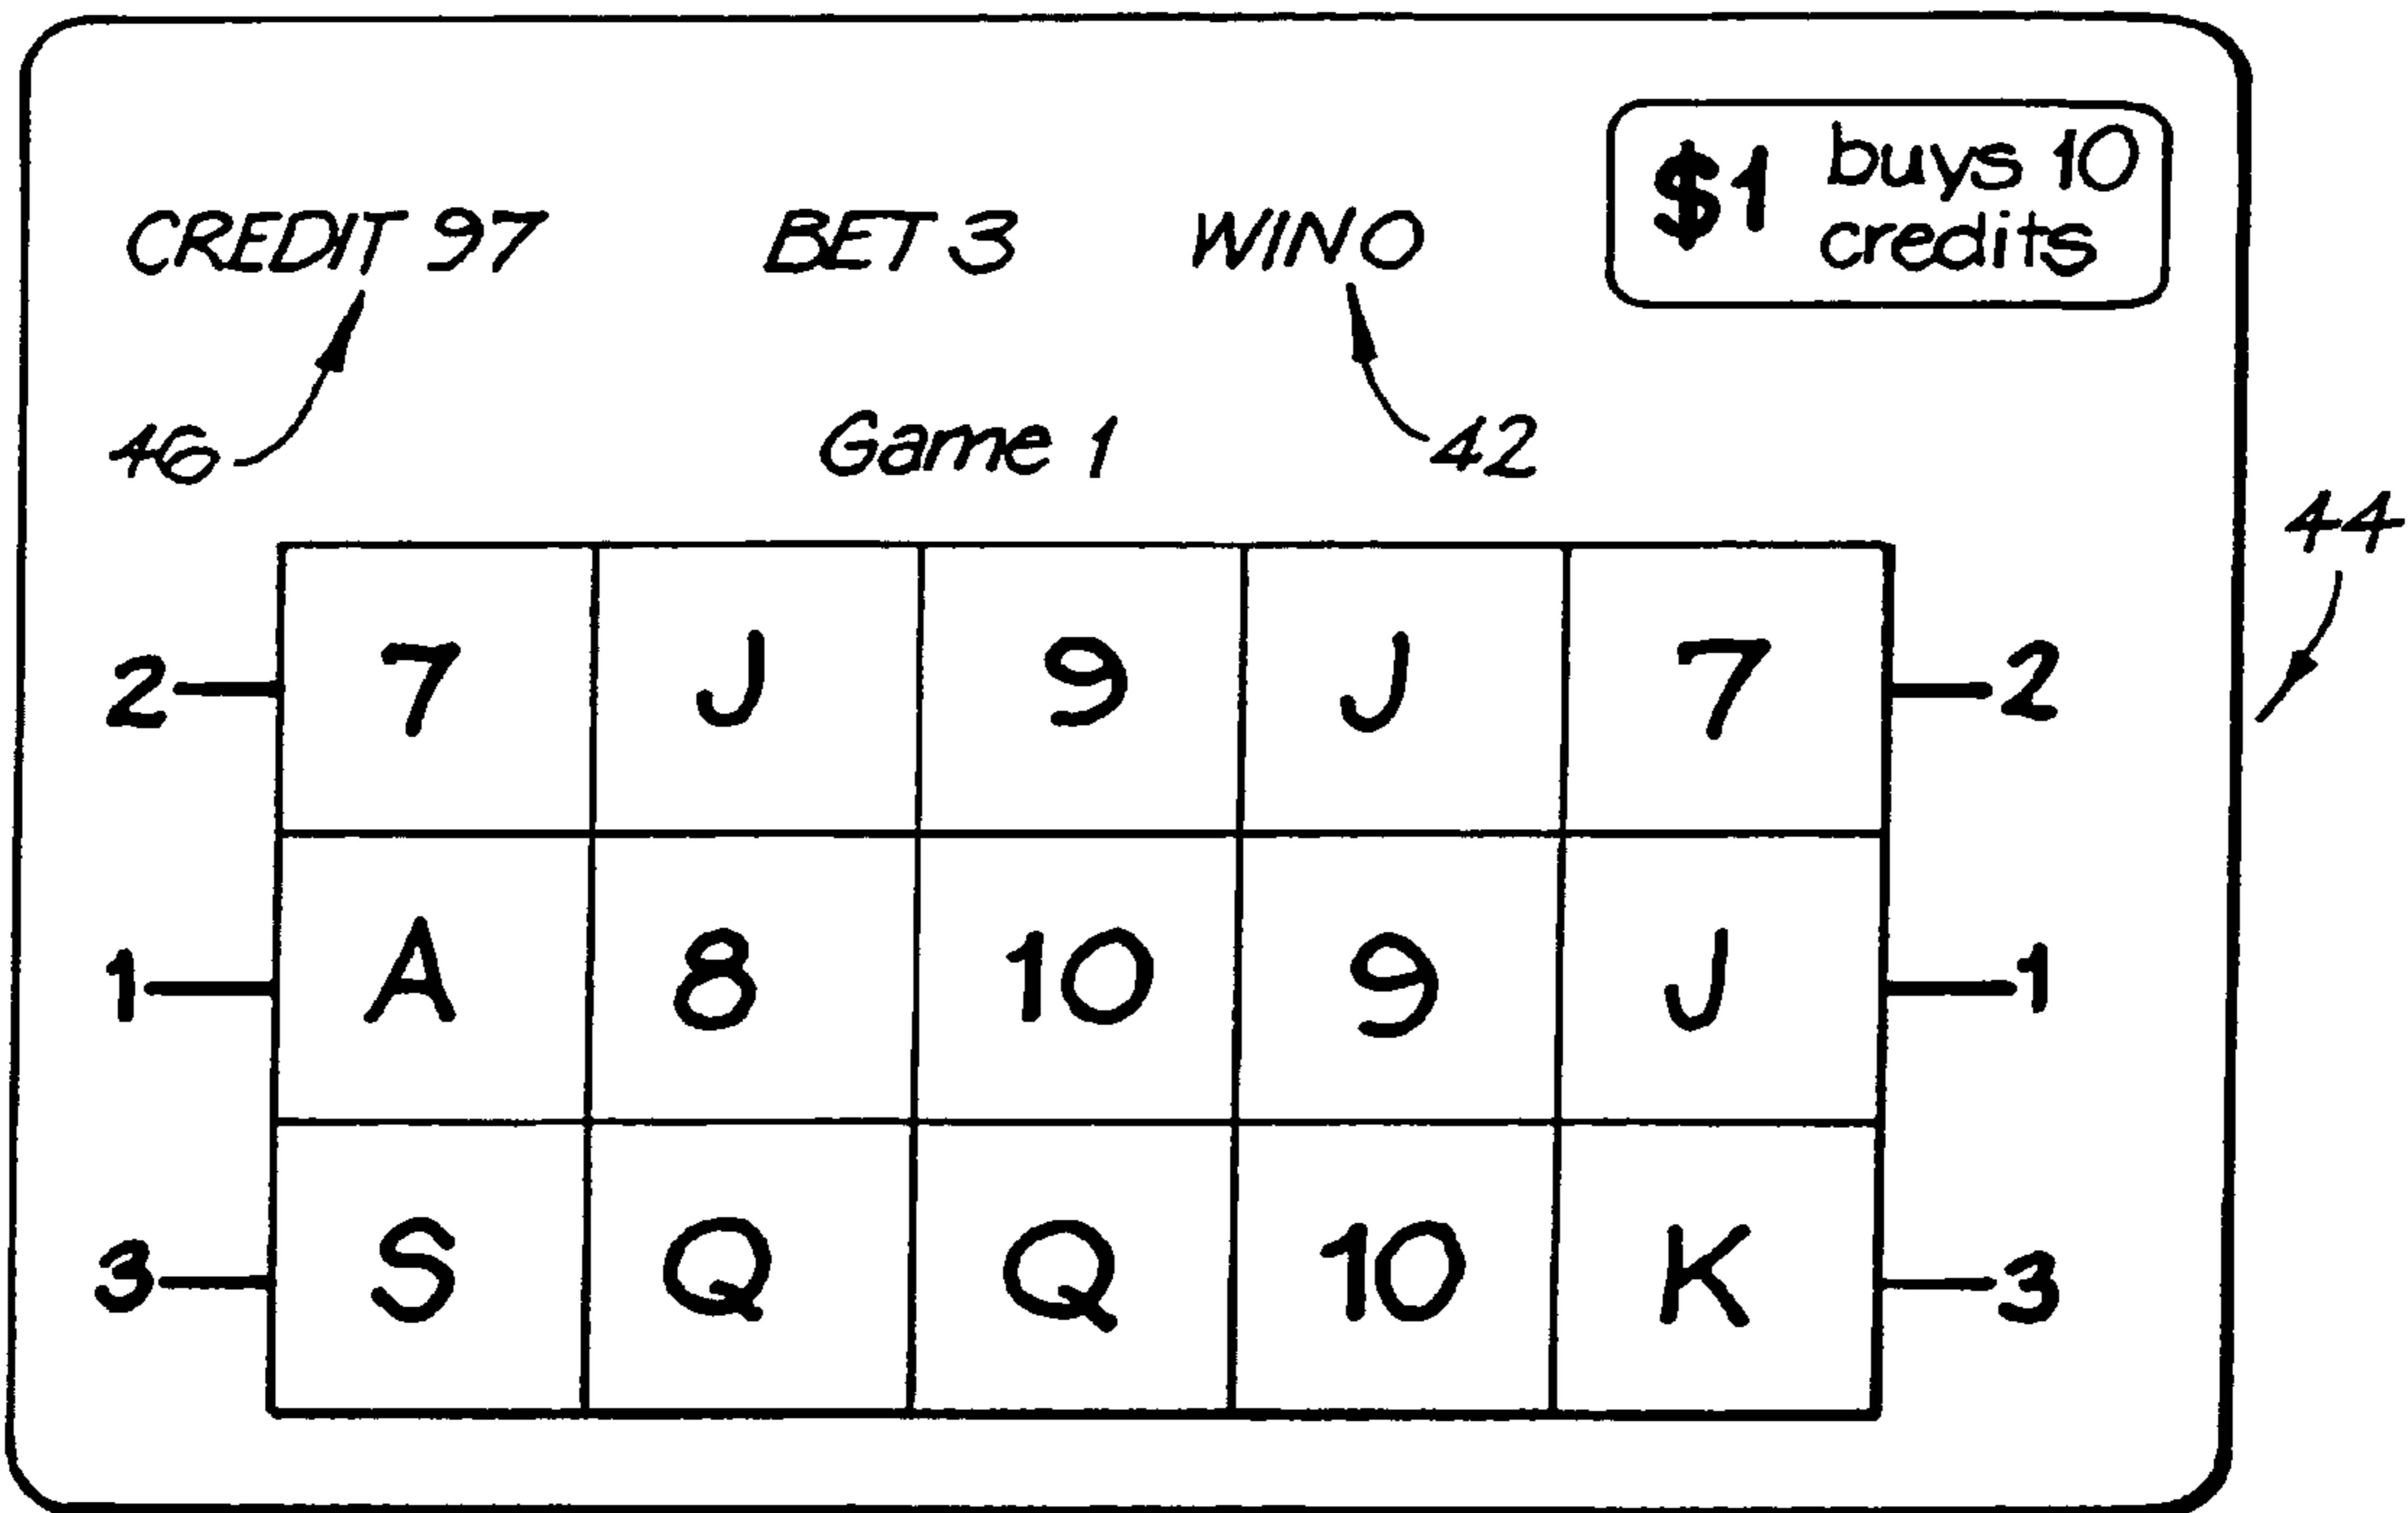 $1 buys 10
credits
CREDIT 97 BET 3 WIN 0
46 Game 1 42
44
2 7 J 9 J 7 2
1 A 8 10 9 J 1
3 S Q Q 10 K 3